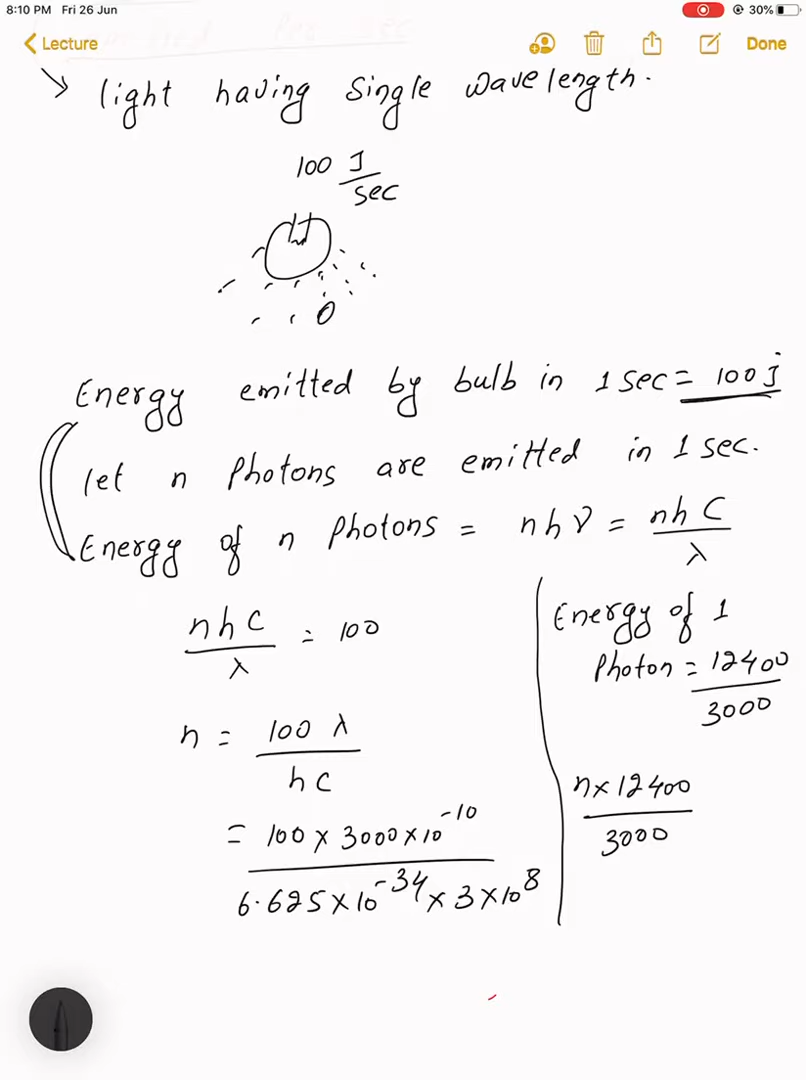 8:10 PM Fri 26 Jun
30%
Lecture
Done
↘ light having single wavelength.
100 J/sec
Energy emitted by bulb in 1 sec = 100 J
let n Photons are emitted in 1 sec.
Energy of n Photons = nhν = nhC/λ
nhC/λ = 100
n = 100 λ/hC
= 100 × 3000 × 10^-10 / 6.625 × 10^-34 × 3 × 10^8
Energy of 1
Photon = 12400/3000
n × 12400/3000